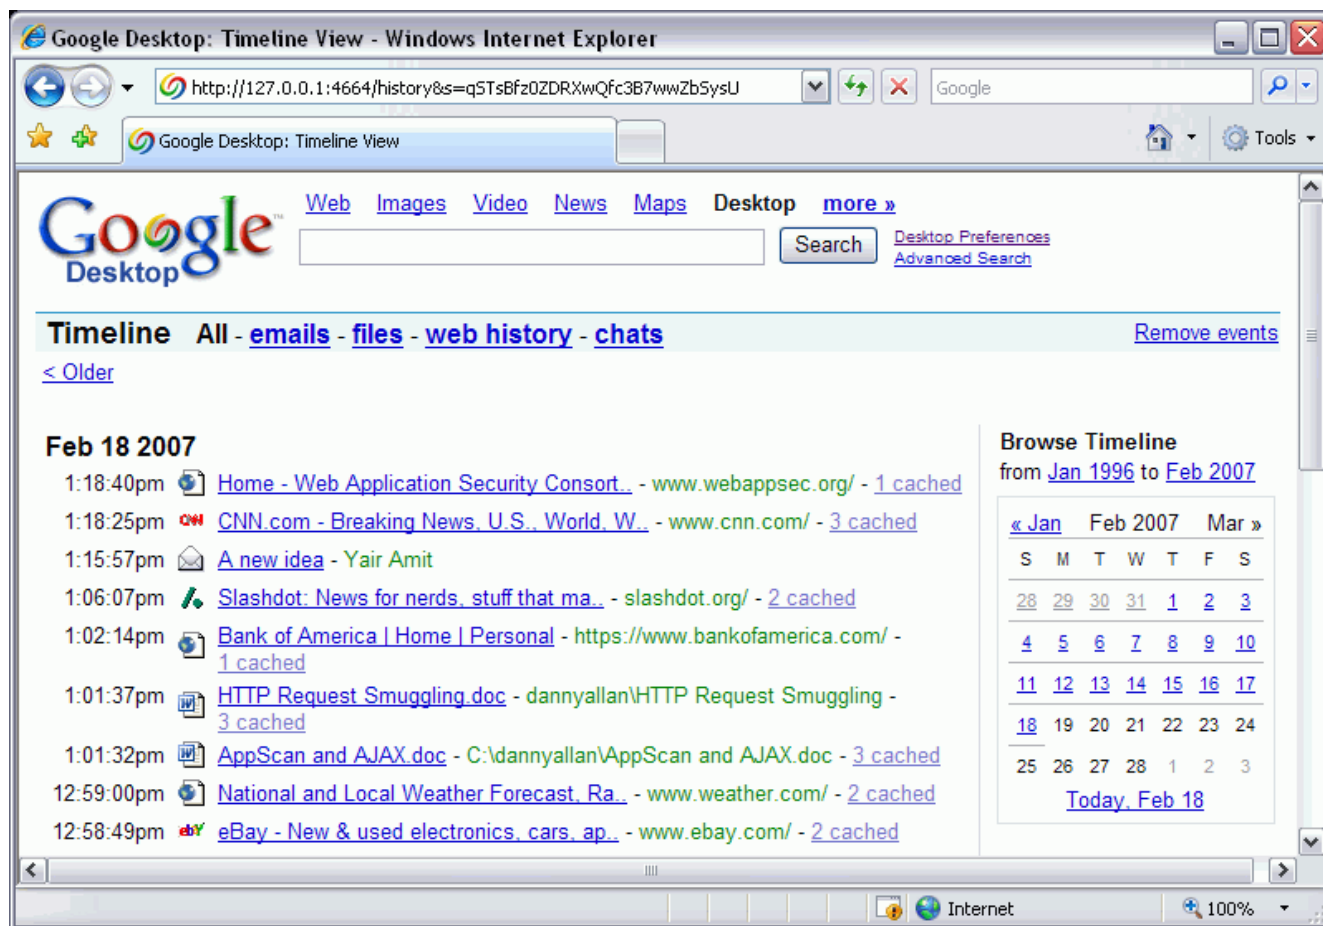 Google Desktop: Timeline View - Windows Internet Explorer
http://127.0.0.1:4664/history&s=qSTsBfz0ZDRXwQfc3B7wwZbSysU
Google
Google Desktop: Timeline View
Tools
Google™ Desktop
Web Images Video News Maps Desktop more »
Search
Desktop Preferences
Advanced Search
Timeline All - emails - files - web history - chats
Remove events
< Older
Feb 18 2007
1:18:40pm Home - Web Application Security Consort.. - www.webappsec.org/ - 1 cached
1:18:25pm CNN CNN.com - Breaking News, U.S., World, W.. - www.cnn.com/ - 3 cached
1:15:57pm A new idea - Yair Amit
1:06:07pm Slashdot: News for nerds, stuff that ma.. - slashdot.org/ - 2 cached
1:02:14pm Bank of America | Home | Personal - https://www.bankofamerica.com/ -
1 cached
1:01:37pm HTTP Request Smuggling.doc - dannyallan\HTTP Request Smuggling -
3 cached
1:01:32pm AppScan and AJAX.doc - C:\dannyallan\AppScan and AJAX.doc - 3 cached
12:59:00pm National and Local Weather Forecast, Ra.. - www.weather.com/ - 2 cached
12:58:49pm ebY eBay - New & used electronics, cars, ap.. - www.ebay.com/ - 2 cached
Browse Timeline
from Jan 1996 to Feb 2007
« Jan Feb 2007 Mar »
S M T W T F S
28 29 30 31 1 2 3
4 5 6 7 8 9 10
11 12 13 14 15 16 17
18 19 20 21 22 23 24
25 26 27 28 1 2 3
Today, Feb 18
Internet
100%